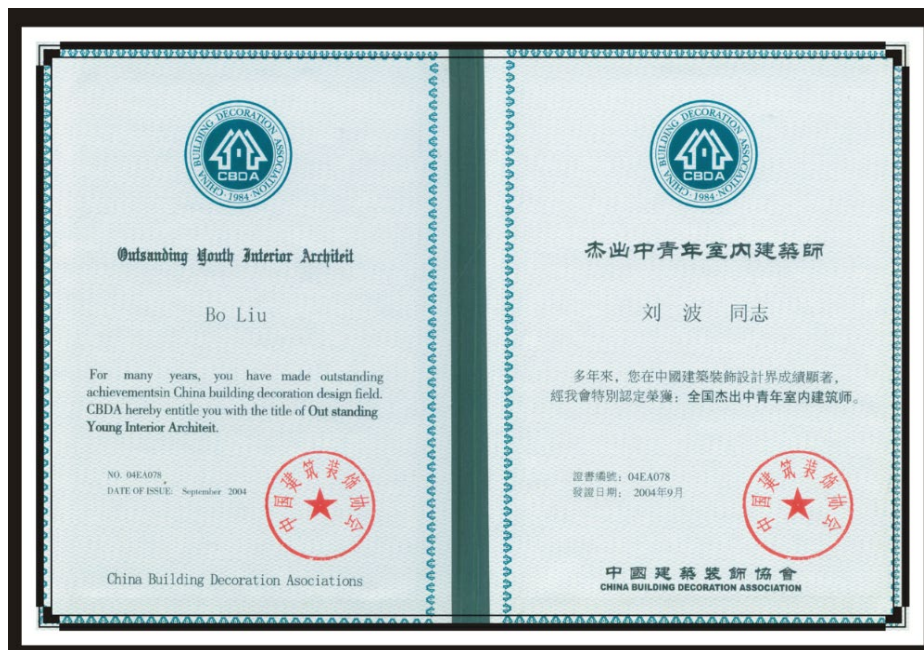 CHINA BUILDING DECORATION ASSOCIATION
·1984·
CBDA
Outsanding Youth Interior Architeit
Bo Liu
For many years, you have made outstanding
achievementsin China building decoration design field.
CBDA hereby entitle you with the title of Out standing
Young Interior Architeit.
NO. 04EA078
DATE OF ISSUE: September 2004
中国建筑装饰协会
China Building Decoration Asociations
CHINA BUILDING DECORATION ASSOCIATION
·1984·
CBDA
杰出中青年室内建築師
刘波 同志
多年來，您在中國建築裝飾設計界成績顯著，
經我會特別認定榮獲：全国杰出中青年室内建筑师。
證書編號：04EA078
發證日期： 2004年9月
中国建筑装饰协会
中國建築裝飾協會
CHINA BUILDING DECORATION ASSOCIATION